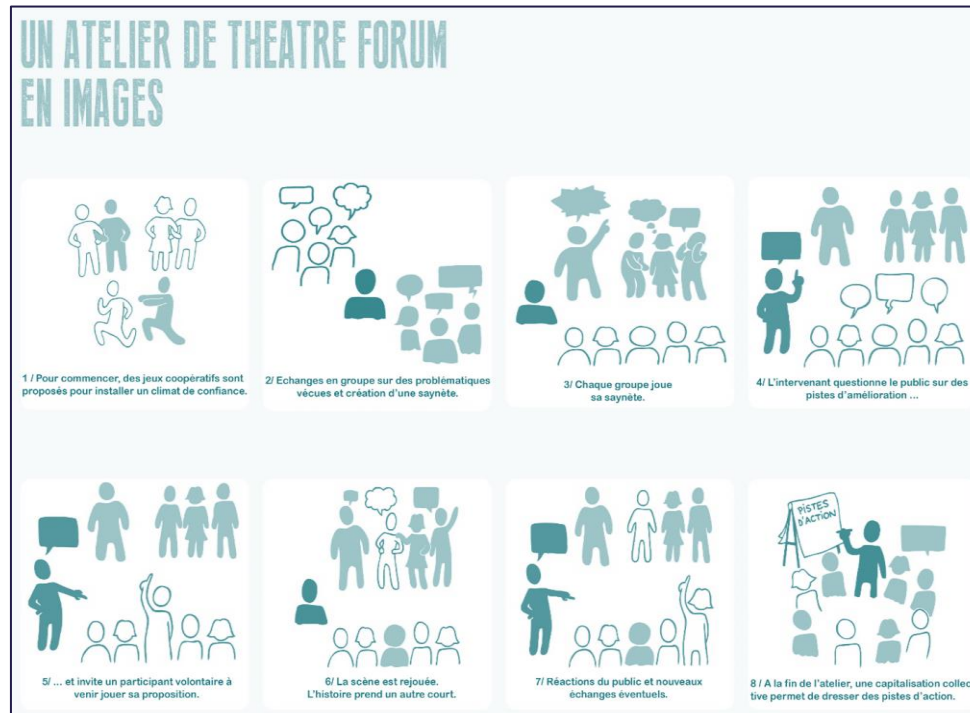 UN ATELIER DE THEATRE FORUM
EN IMAGES
1 / Pour commencer, des jeux coopératifs sont
proposés pour installer un climat de confiance.
2/ Echanges en groupe sur des problématiques
vécues et création d'une saynète.
3/ Chaque groupe joue
sa saynète.
4/ L'intervenant questionne le public sur des
pistes d'amélioration ...
5/ ... et invite un participant volontaire à
venir jouer sa proposition.
6/ La scène est rejouée.
L'histoire prend un autre court.
7/ Réactions du public et nouveaux
échanges éventuels.
PISTES
D'ACTION
8 / A la fin de l'atelier, une capitalisation collec
tive permet de dresser des pistes d'action.